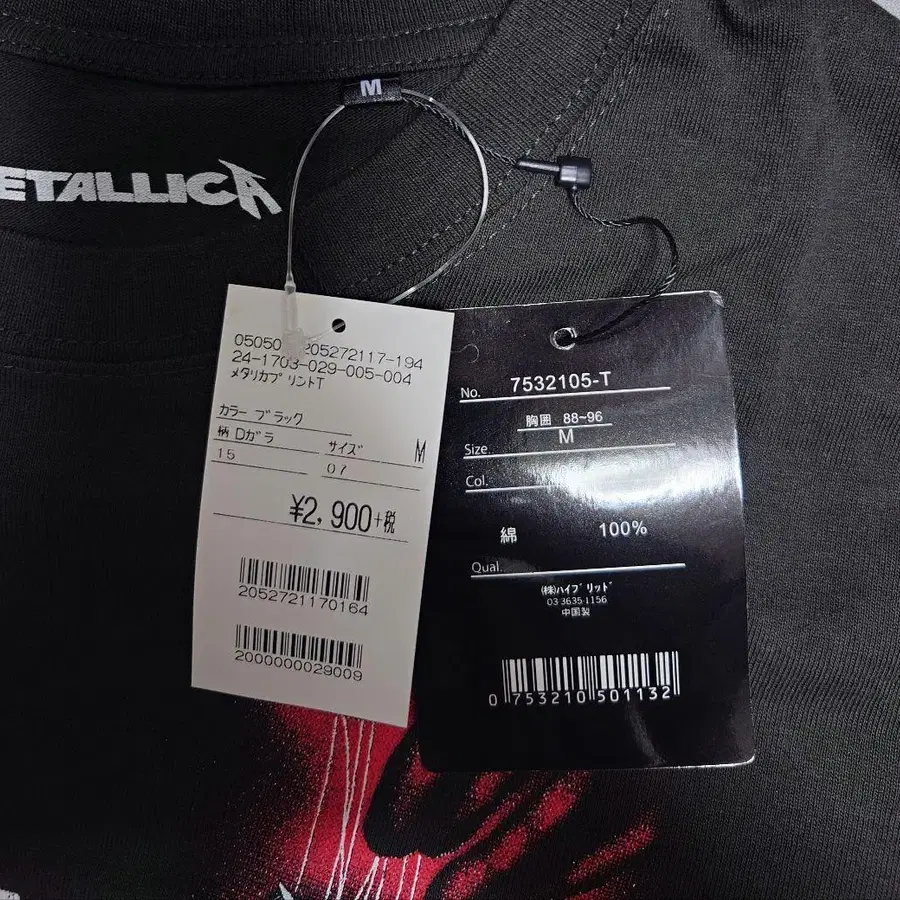 M
ETALLICA
05050
205272117-194
24-1703-029-005-004
メタリカプリントT
カラー ブラック
柄 Dガラ
サイズ M
15
07
¥2,900+税
2052721170164
2000000029009
No. 7532105-T
胸囲 88~96
Size. M
Col.
綿 100%
Qual.
(株)ハイブリッド
03 3635 1156
中国製
0 753210 501132